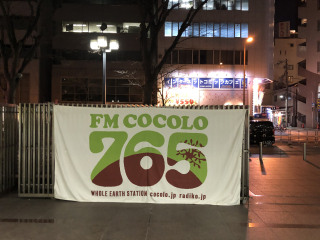 FM COCOLO
765
WHOLE EARTH STATION cocolo.jp radiko.jp